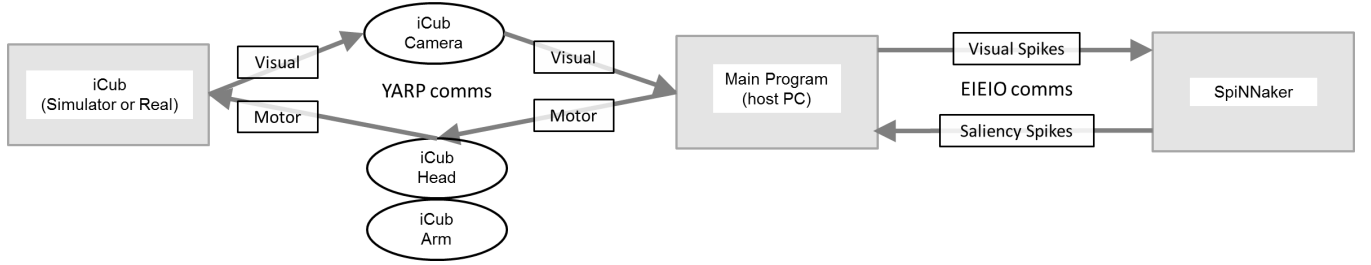 iCub
(Simulator or Real)
Visual
Motor
iCub
Camera
YARP comms
iCub
Head
iCub
Arm
Visual
Motor
Main Program
(host PC)
Visual Spikes
EIEIO comms
Saliency Spikes
SpiNNaker